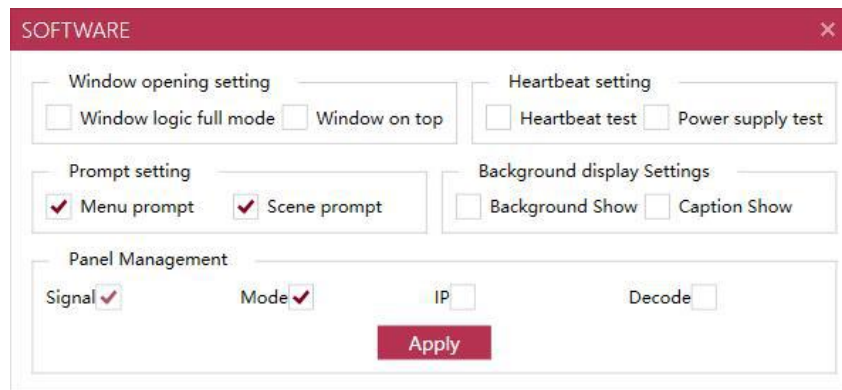 SOFTWARE
Window opening setting
Window logic full mode Window on top
Heartbeat setting
Heartbeat test Power supply test
Prompt setting
Menu prompt Scene prompt
Background display Settings
Background Show Caption Show
Panel Management
Signal Mode IP Decode
Apply